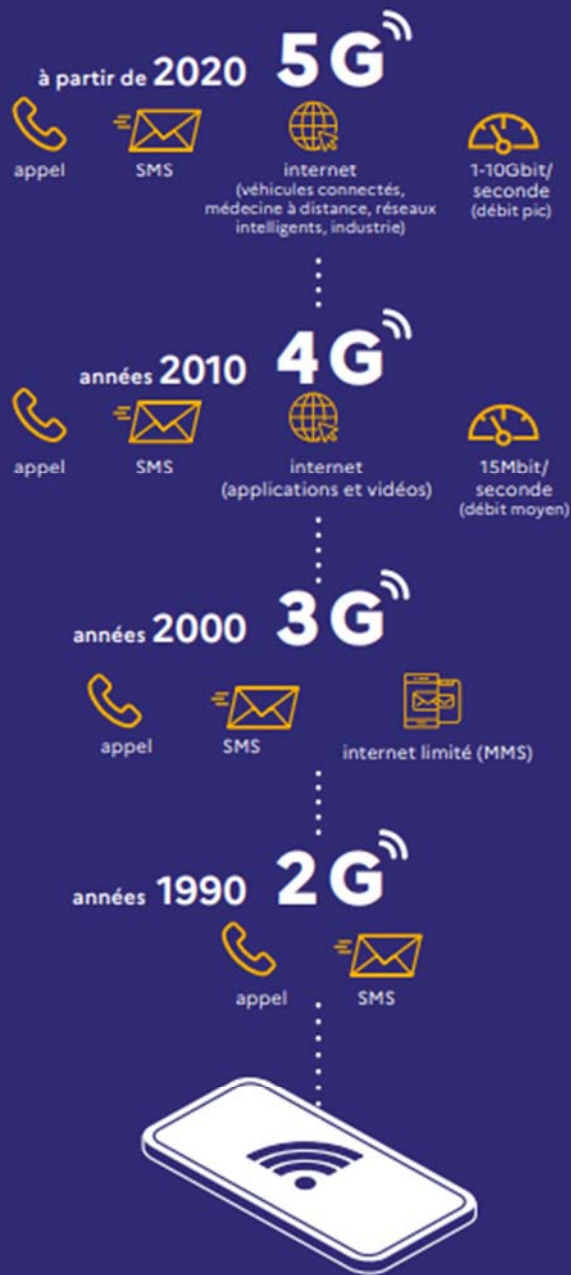 à partir de 2020 5G
appel
SMS
internet
(véhicules connectés,
médecine à distance, réseaux
intelligents, industrie)
1-10Gbit/
seconde
(débit pic)
années 2010 4G
appel
SMS
internet
(applications et vidéos)
15Mbit/
seconde
(débit moyen)
années 2000 3G
appel
SMS
internet limité (MMS)
années 1990 2G
appel
SMS